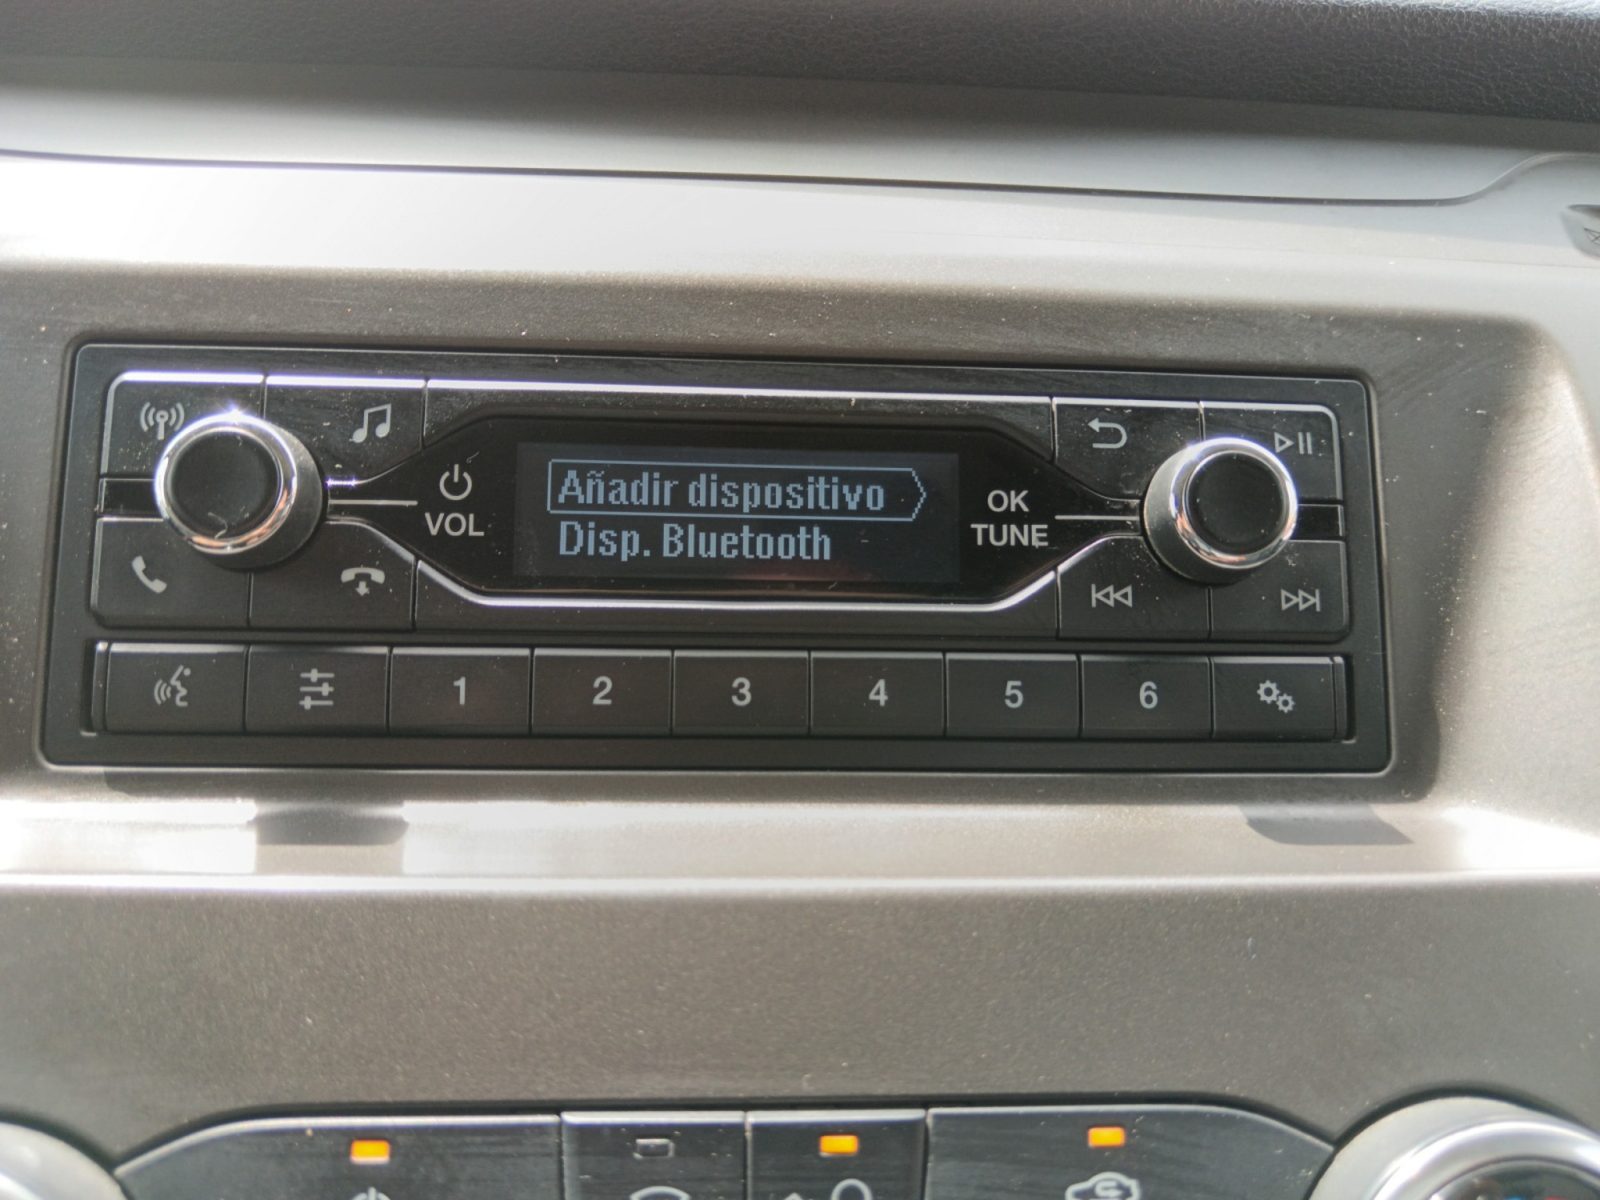 Añadir dispositivo
Disp. Bluetooth
VOL
OK
TUNE
1 2 3 4 5 6